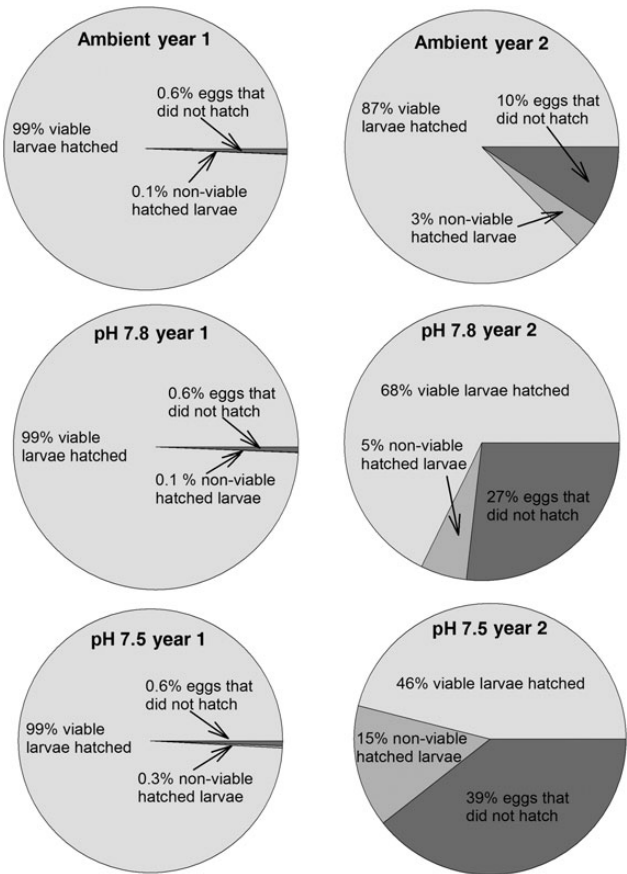 Ambient year 1
0.6% eggs that
did not hatch
99% viable
larvae hatched
0.1% non-viable
hatched larvae
Ambient year 2
87% viable
larvae hatched
10% eggs that
did not hatch
3% non-viable
hatched larvae
pH 7.8 year 1
0.6% eggs that
did not hatch
99% viable
larvae hatched
0.1 % non-viable
hatched larvae
pH 7.8 year 2
68% viable larvae hatched
5% non-viable
hatched larvae
27% eggs that
did not hatch
pH 7.5 year 1
0.6% eggs that
did not hatch
99% viable
larvae hatched
0.3% non-viable
hatched larvae
pH 7.5 year 2
46% viable larvae hatched
15% non-viable
hatched larvae
39% eggs that
did not hatch